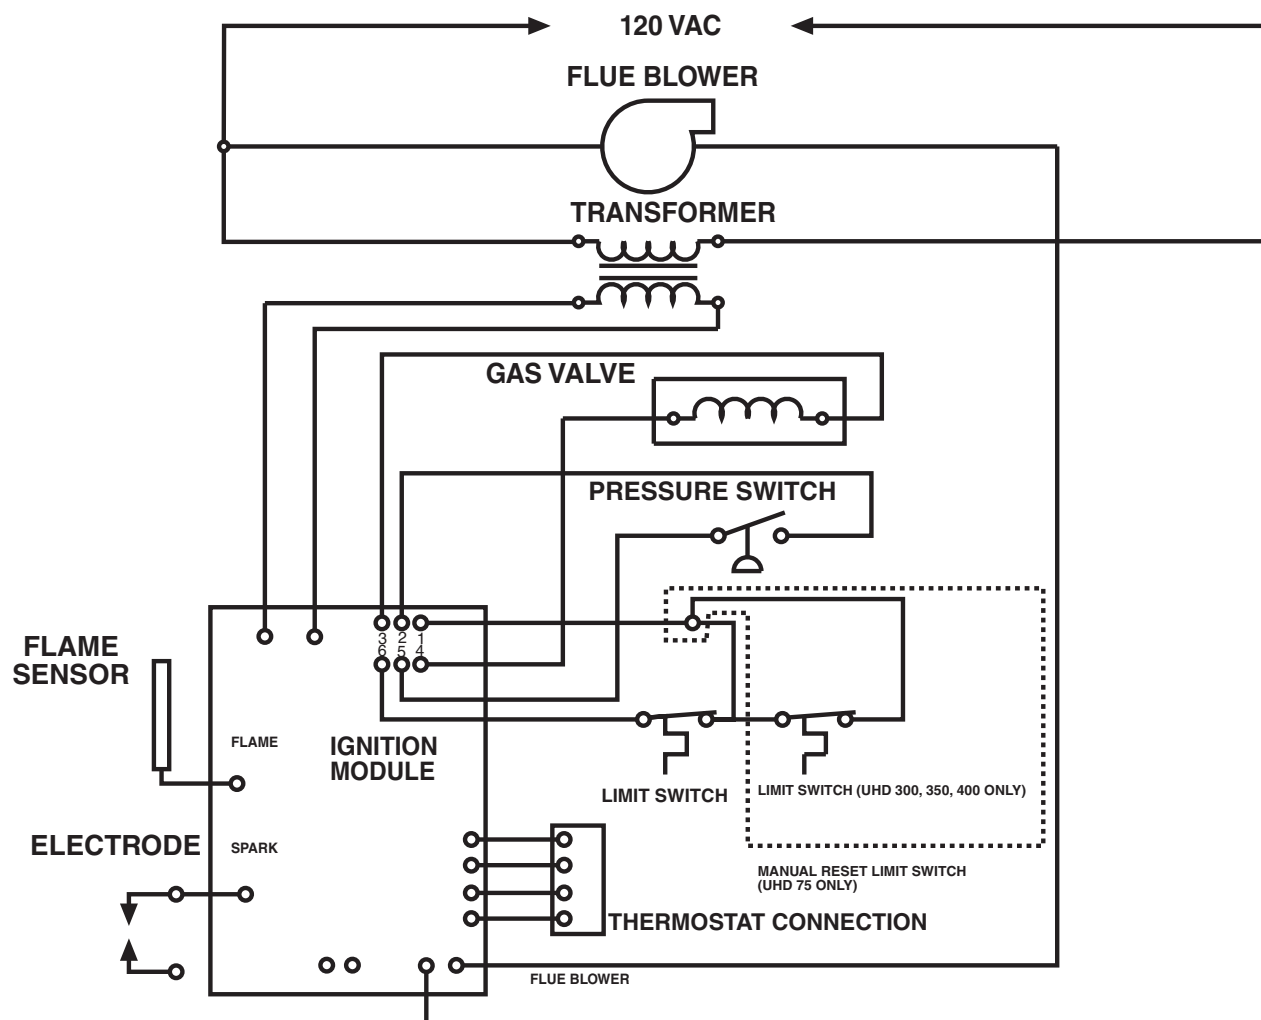 120 VAC
FLUE BLOWER
TRANSFORMER
GAS VALVE
PRESSURE SWITCH
3 2 1
6 5 4
FLAME
SENSOR
FLAME
IGNITION
MODULE
LIMIT SWITCH
LIMIT SWITCH (UHD 300, 350, 400 ONLY)
ELECTRODE
SPARK
MANUAL RESET LIMIT SWITCH
(UHD 75 ONLY)
THERMOSTAT CONNECTION
FLUE BLOWER